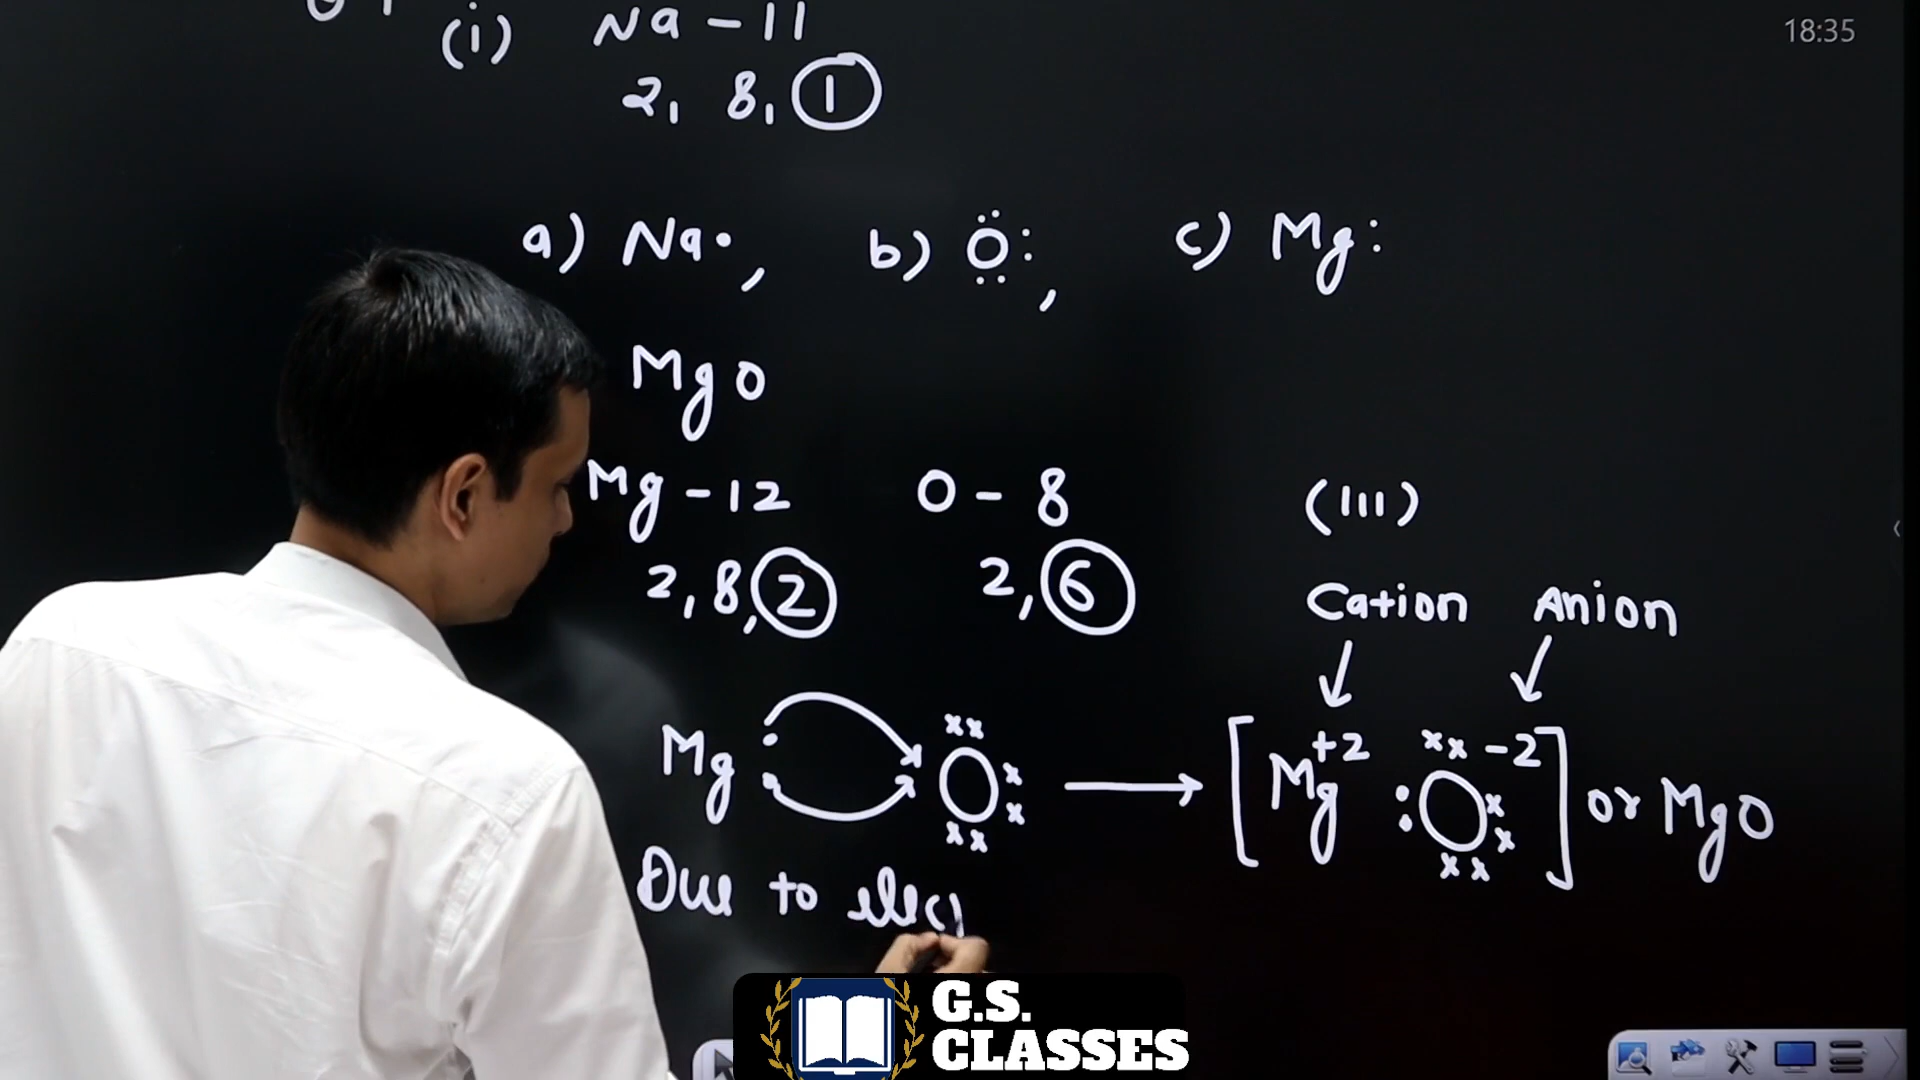 18:35
(i) Na - 11
2, 8, 1
a) Na•, b) Ö:, c) Mg:
MgO
Mg - 12 O - 8 (III)
2, 8, 2 2, 6
Cation Anion
Mg : O → [Mg+2 :O-2] or MgO
Due to elec
G.S.
CLASSES